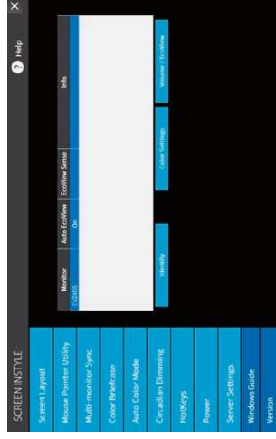 SCREEN INSTYLE
? Help
×
Screen Layout
Mouse Pointer Utility
Multi-monitor Sync
Color Briefcase
Auto Color Mode
Circadian Dimming
HotKeys
Power
Server Settings
Windows Guide
Version
Monitor Auto EcoView EcoView Sense Info
EV2455 On
Identify Color Settings Volume / EcoView